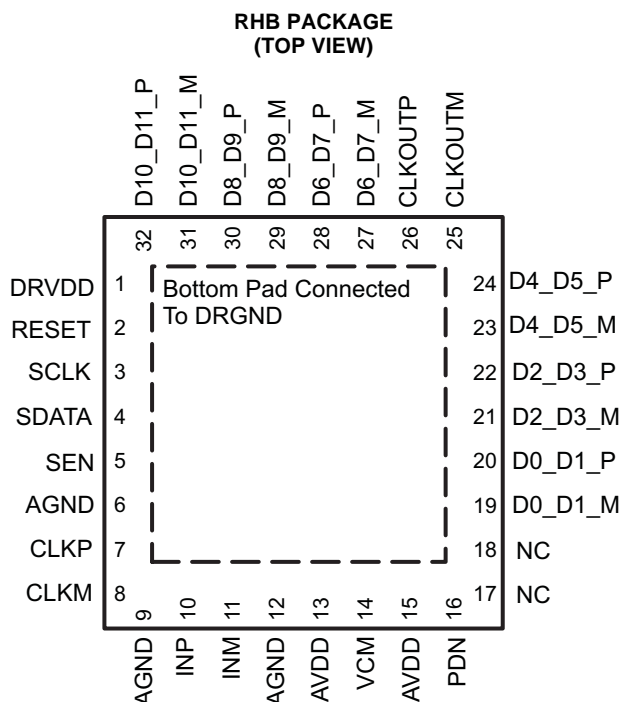 RHB PACKAGE
(TOP VIEW)
D10_D11_P
D10_D11_M
D8_D9_P
D8_D9_M
D6_D7_P
D6_D7_M
CLKOUTP
CLKOUTM
32
31
30
29
28
27
26
25
DRVDD 1
RESET 2
SCLK 3
SDATA 4
SEN 5
AGND 6
CLKP 7
CLKM 8
Bottom Pad Connected
To DRGND
24 D4_D5_P
23 D4_D5_M
22 D2_D3_P
21 D2_D3_M
20 D0_D1_P
19 D0_D1_M
18 NC
17 NC
9
10
11
12
13
14
15
16
AGND
INP
INM
AGND
AVDD
VCM
AVDD
PDN